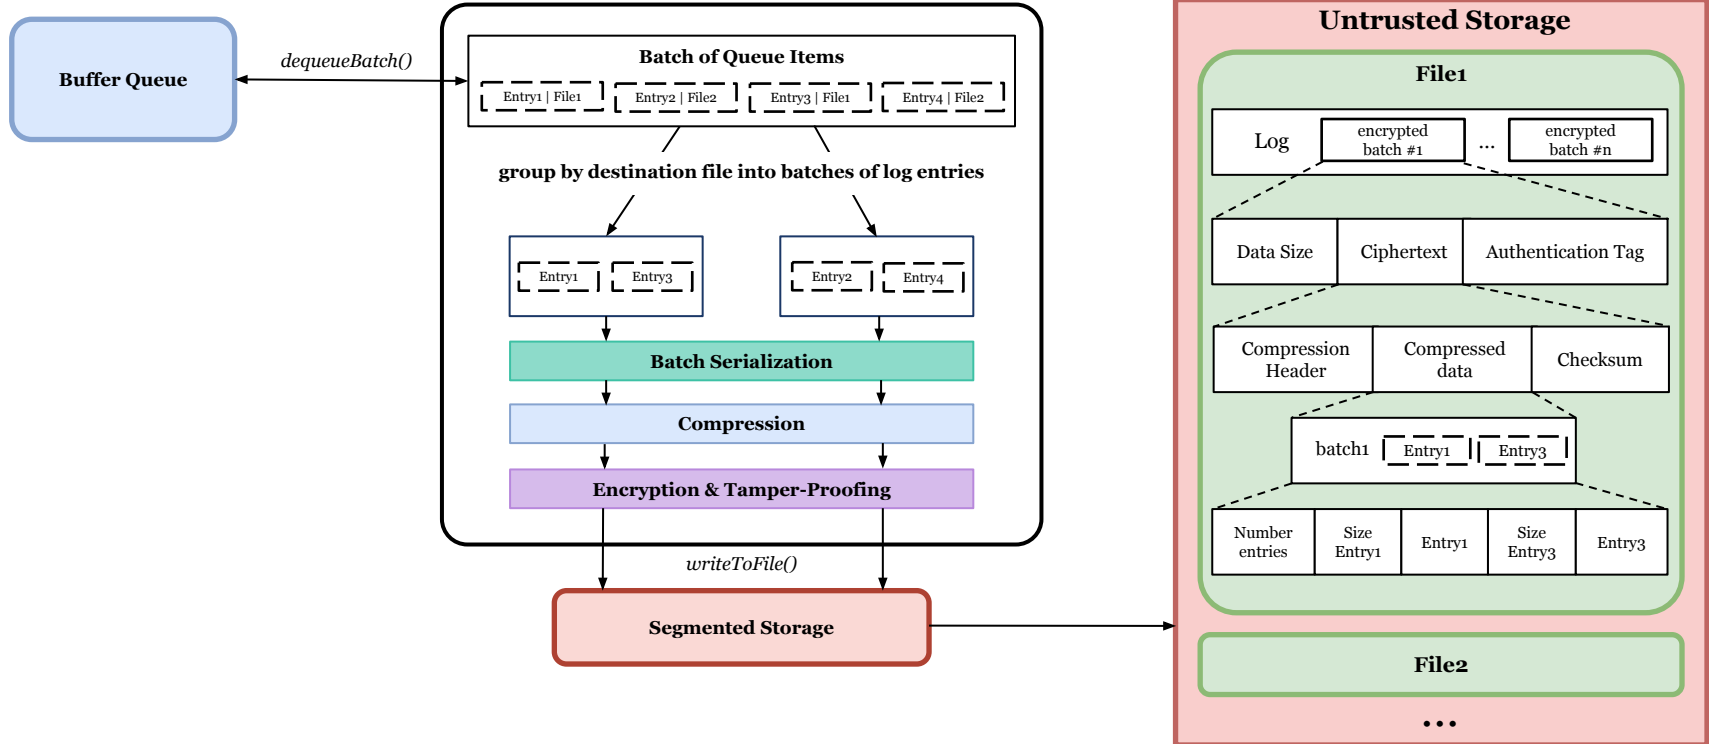 Buffer Queue
dequeueBatch()
Batch of Queue Items
Entry1 | File1
Entry2 | File2
Entry3 | File1
Entry4 | File2
group by destination file into batches of log entries
Entry1
Entry3
Entry2
Entry4
Batch Serialization
Compression
Encryption & Tamper-Proofing
writeToFile()
Segmented Storage
Untrusted Storage
File1
Log
encrypted
batch #1
...
encrypted
batch #n
Data Size
Ciphertext
Authentication Tag
Compression
Header
Compressed
data
Checksum
batch1
Entry1
Entry3
Number
entries
Size
Entry1
Entry1
Size
Entry3
Entry3
File2
...